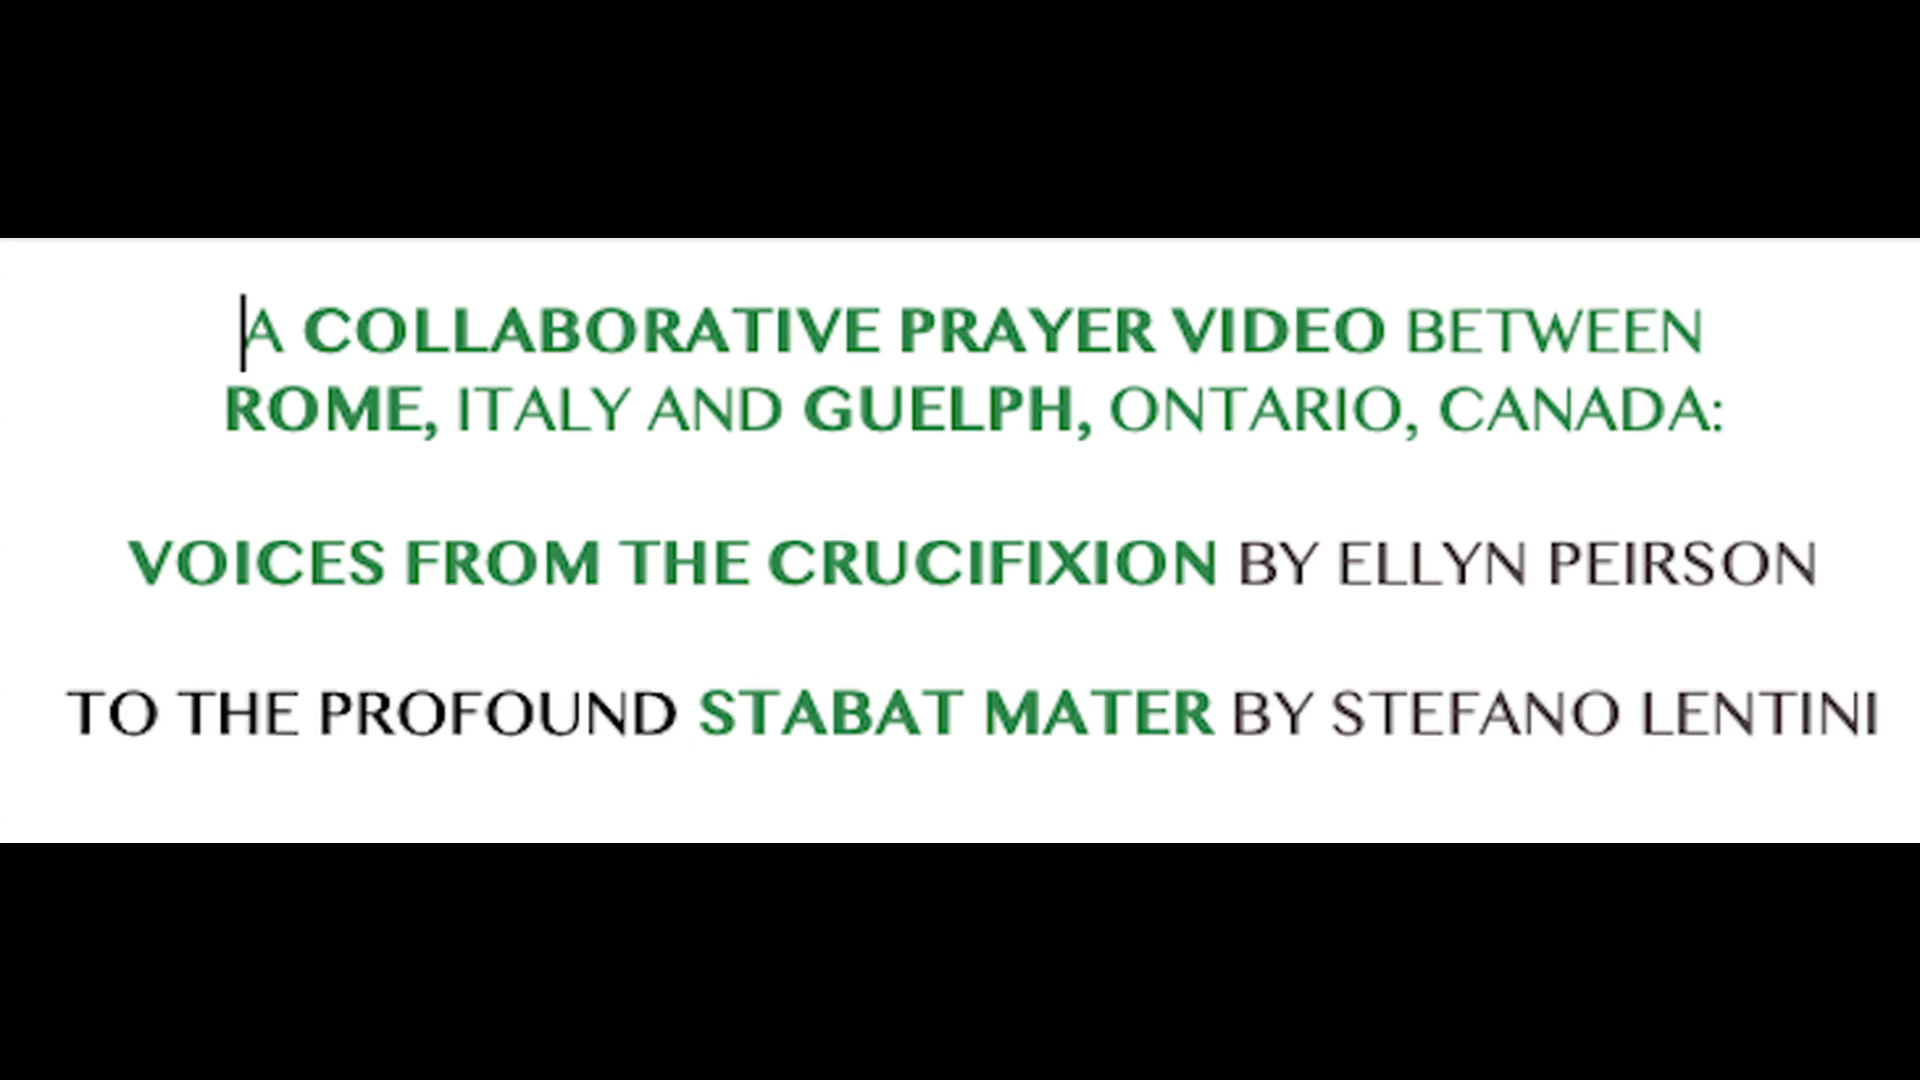 A COLLABORATIVE PRAYER VIDEO BETWEEN
ROME, ITALY AND GUELPH, ONTARIO, CANADA:
VOICES FROM THE CRUCIFIXION BY ELLYN PEIRSON
TO THE PROFOUND STABAT MATER BY STEFANO LENTINI